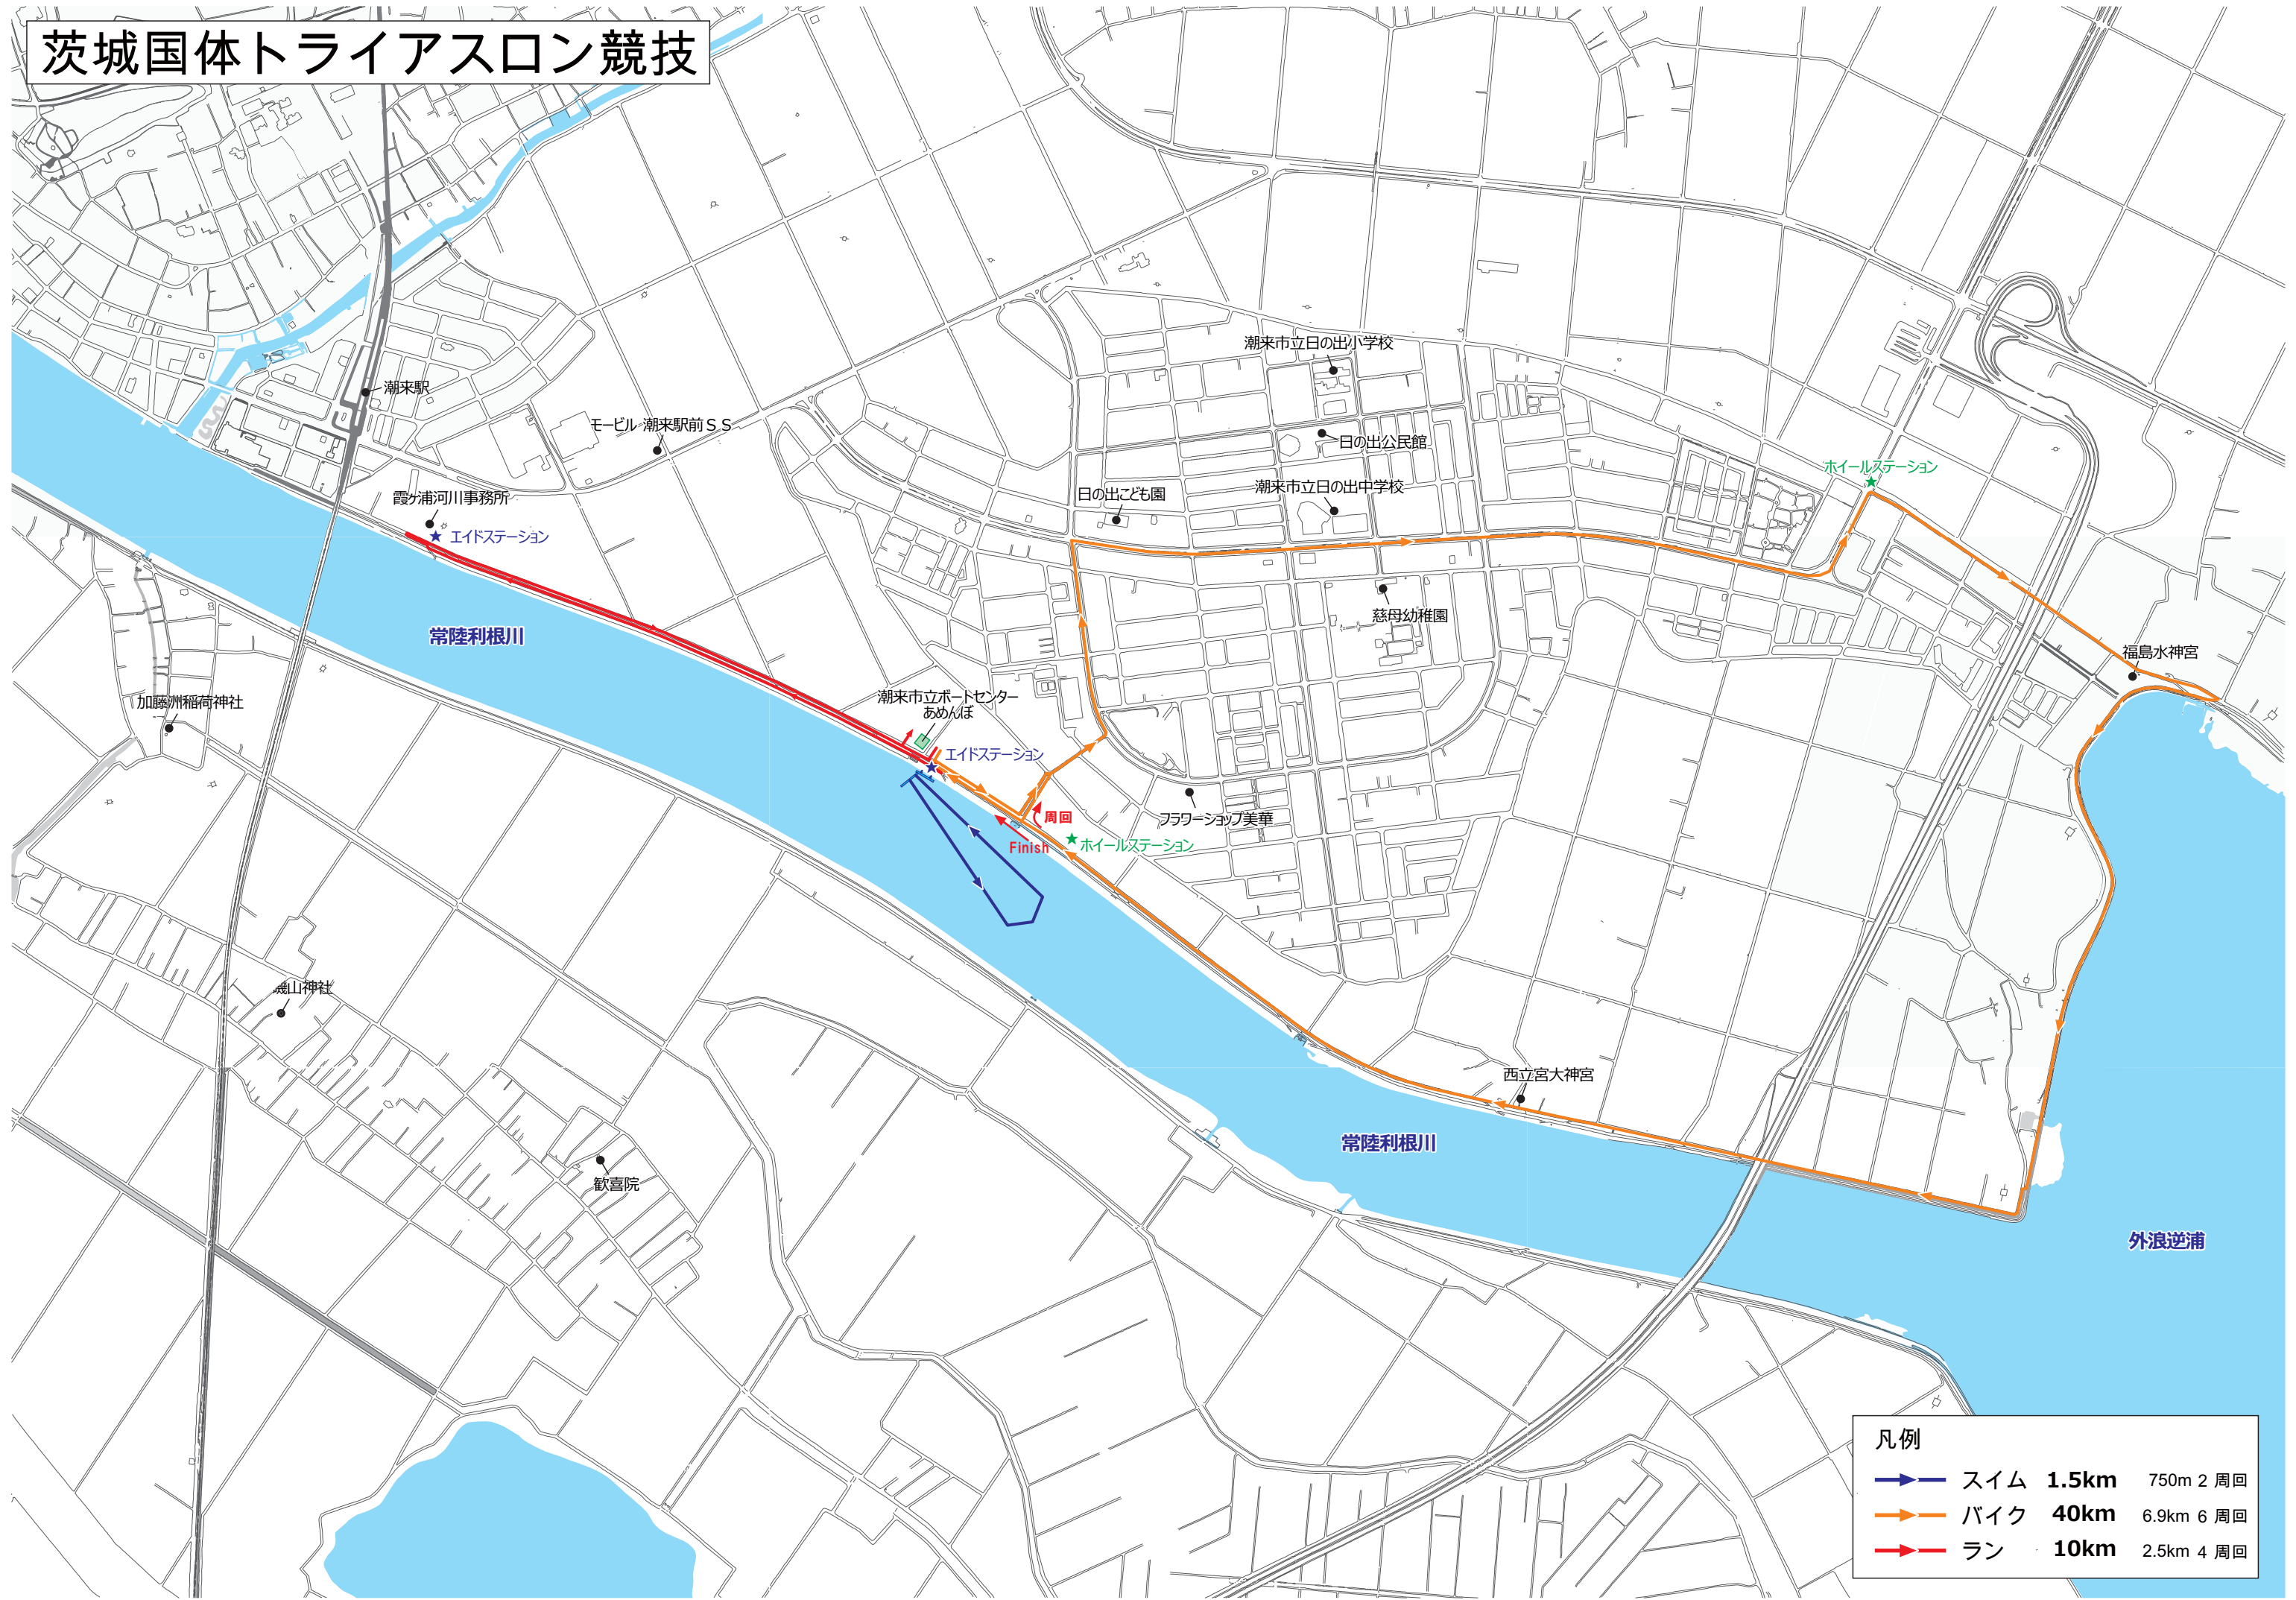 茨城国体トライアスロン競技
潮来駅
モービル 潮来駅前ＳＳ
霞ヶ浦河川事務所
エイドステーション
常陸利根川
加藤洲稲荷神社
潮来市立日の出小学校
日の出公民館
潮来市立日の出中学校
日の出こども園
ホイールステーション
慈母幼稚園
福島水神宮
潮来市立ボートセンター
あめんぼ
エイドステーション
周回
フラワーショップ美華
Finish
ホイールステーション
磯山神社
西立宮大神宮
常陸利根川
歓喜院
外浪逆浦
凡例
スイム 1.5km 750m 2 周回
バイク 40km 6.9km 6 周回
ラン 10km 2.5km 4 周回